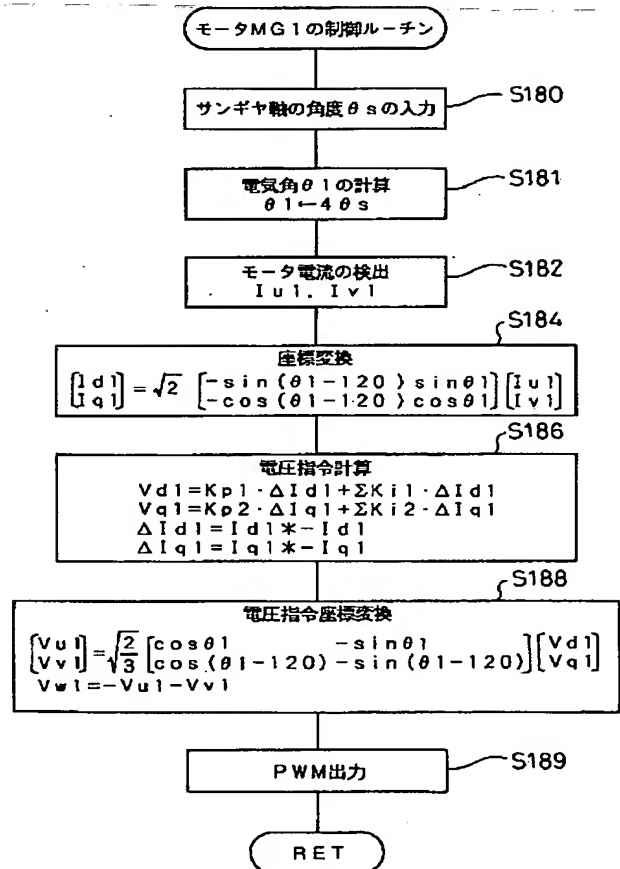 モータMG1の制御ルーチン
サンギヤ軸の角度θsの入力
S180
電気角θ1の計算
θ1←4θs
S181
モータ電流の検出
Iu1. Iv1
S182
S184
座標変換
[Id1] = √2 [-sin(θ1-120) sinθ1] [Iu1]
[Iq1] [-cos(θ1-120) cosθ1] [Iv1]
S186
電圧指令計算
Vd1=Kp1・ΔId1+ΣKi1・ΔId1
Vq1=Kp2・ΔIq1+ΣKi2・ΔIq1
ΔId1=Id1*-Id1
ΔIq1=Iq1*-Iq1
S188
電圧指令座標変換
[Vu1] = √2/3 [cosθ1 -sinθ1] [Vd1]
[Vv1] [cos(θ1-120) -sin(θ1-120)] [Vq1]
Vw1=-Vu1-Vv1
PWM出力
S189
RET